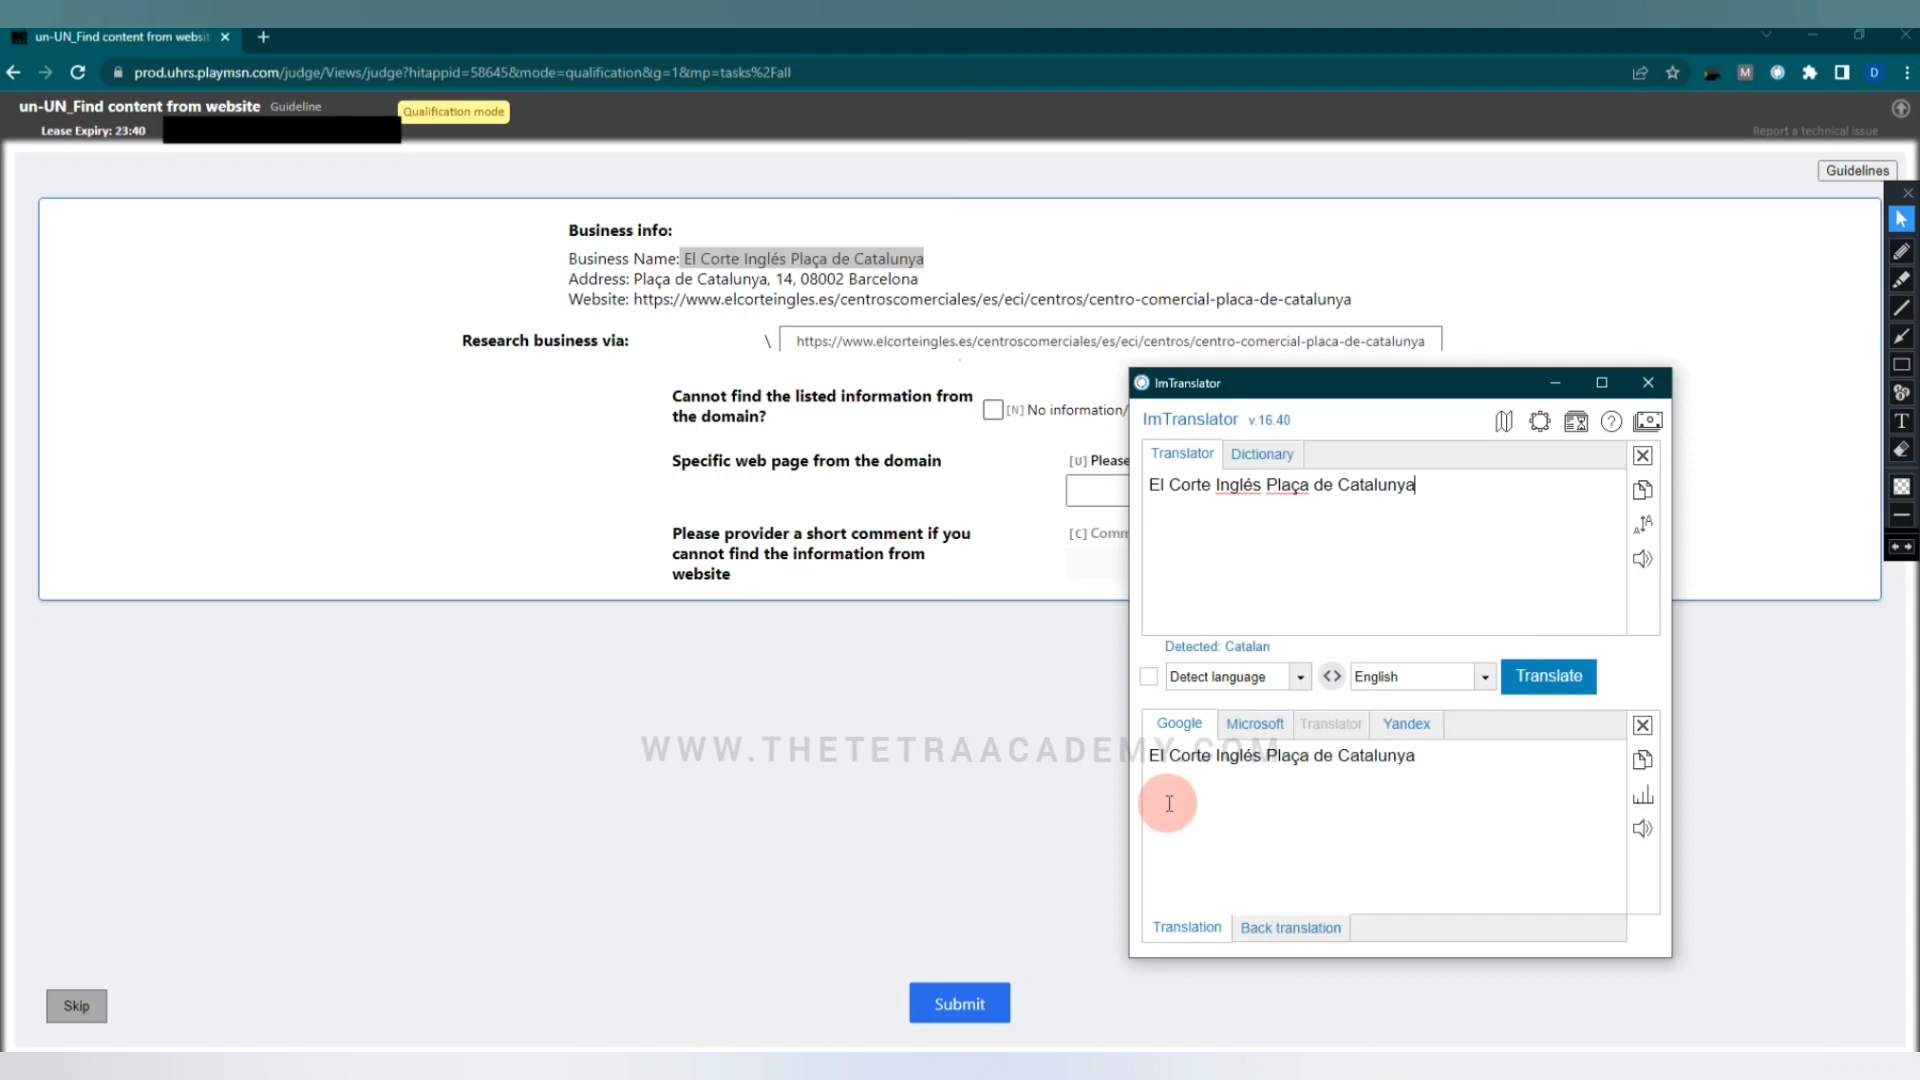 un-UN_Find content from websit
prod.uhrs.playmsn.com/judge/Views/judge?hitappid=58645&mode=qualification&g=1&mp=tasks%2Fall
M
D
un-UN_Find content from website Guideline
Qualification mode
Lease Expiry: 23:40
Report a technical issue
Guidelines
Business info:
Business Name: El Corte Inglés Plaça de Catalunya
Address: Plaça de Catalunya, 14, 08002 Barcelona
Website: https://www.elcorteingles.es/centroscomerciales/es/eci/centros/centro-comercial-placa-de-catalunya
Research business via: \ https://www.elcorteingles.es/centroscomerciales/es/eci/centros/centro-comercial-placa-de-catalunya
Cannot find the listed information from
the domain?
[N] No information/
Specific web page from the domain
[U] Please
Please provider a short comment if you
cannot find the information from
website
[C] Comm
ImTranslator
ImTranslator v.16.40
Translator Dictionary
El Corte Inglés Plaça de Catalunya
Detected: Catalan
Detect language <> English Translate
Google Microsoft Translator Yandex
El Corte Inglés Plaça de Catalunya
Translation Back translation
WWW.THETETRAACADEMY.COM
Skip
Submit
T